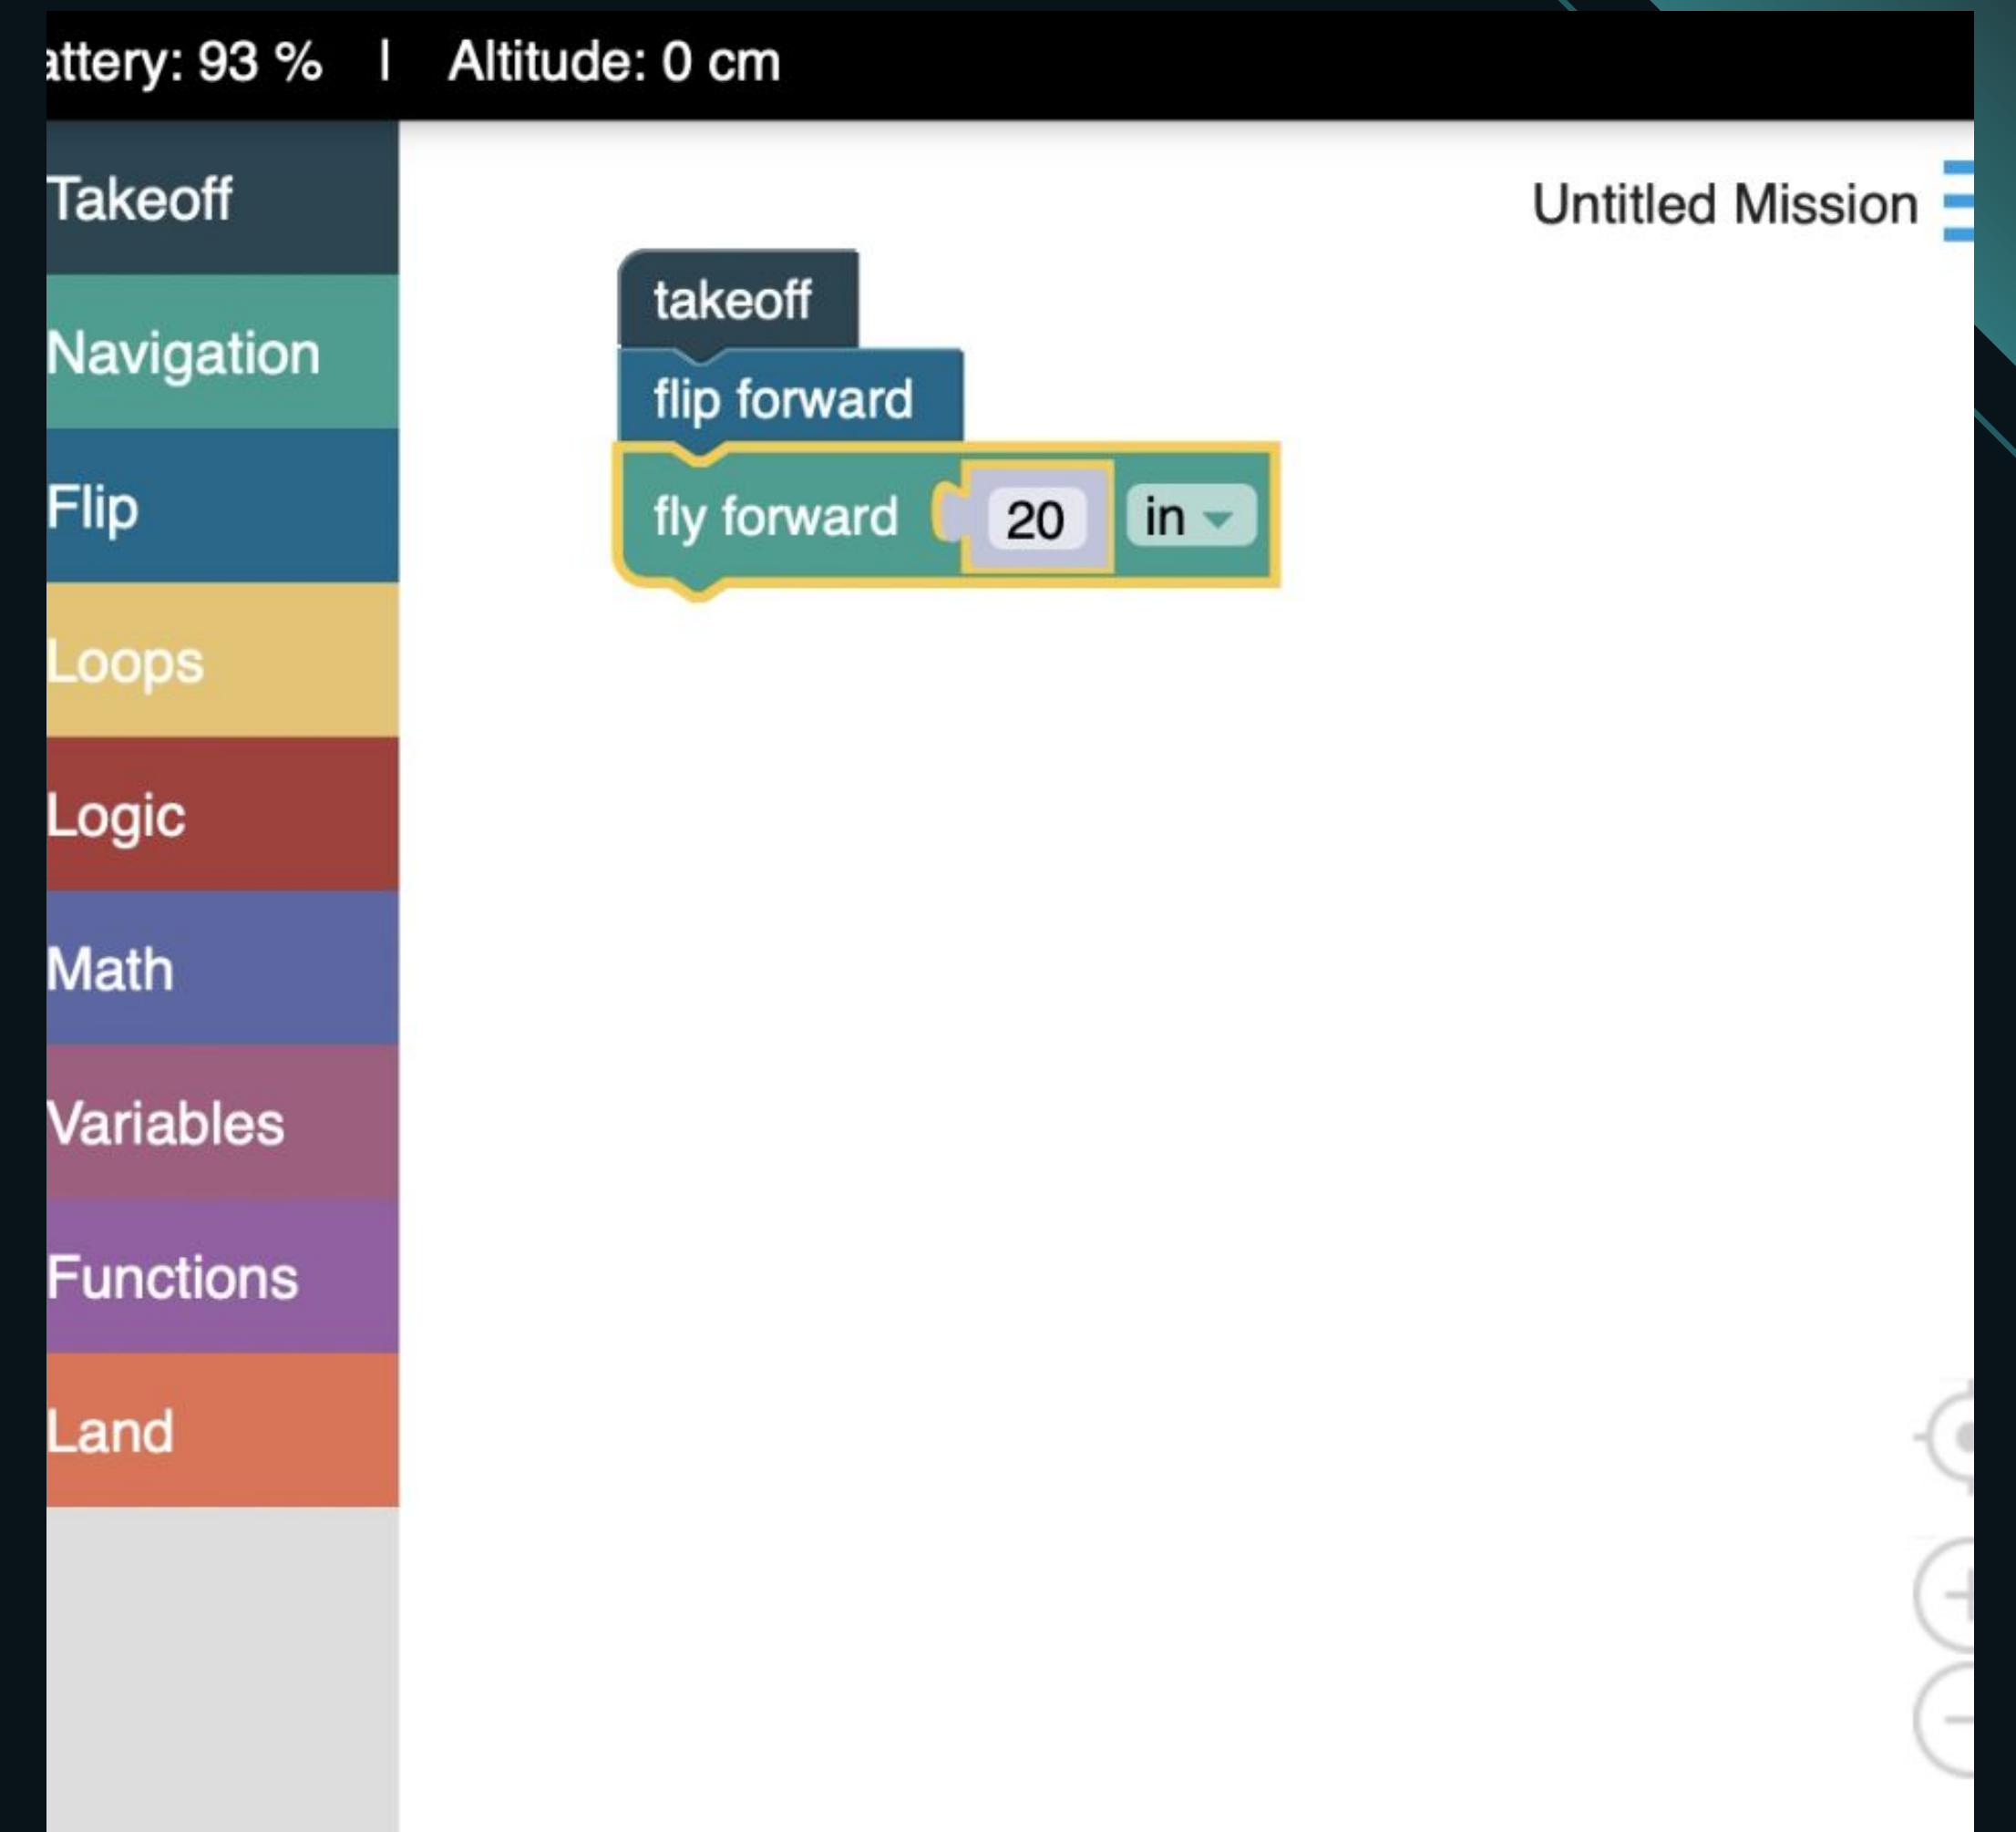 attery: 93 % | Altitude: 0 cm
Takeoff
Navigation
Flip
Loops
Logic
Math
Variables
Functions
Land
Untitled Mission
takeoff
flip forward
fly forward 20 in